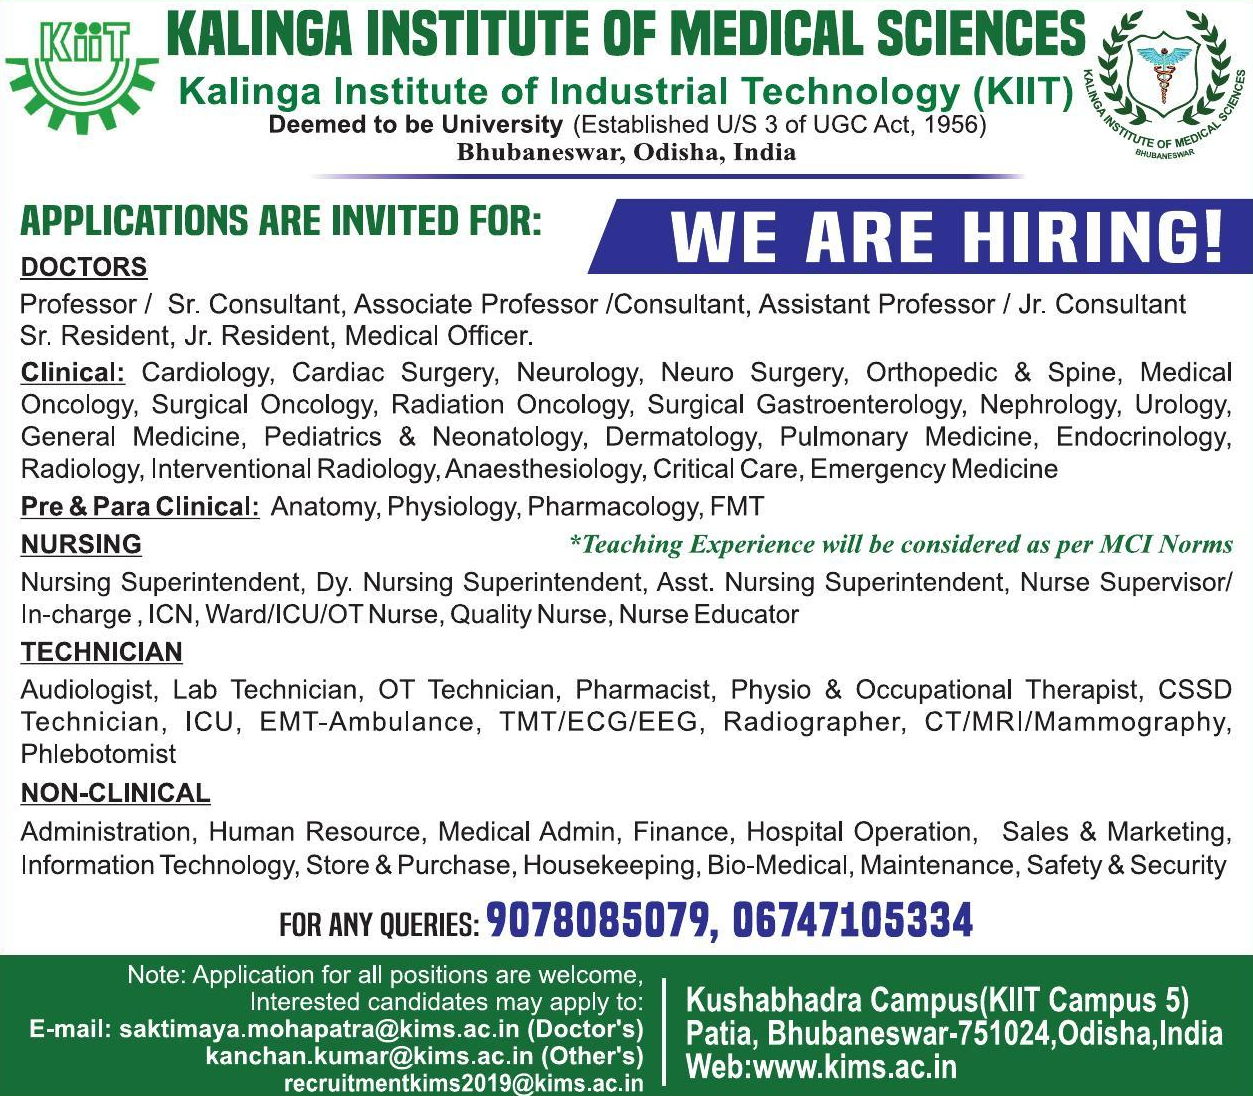 KiiT
KALINGA INSTITUTE OF MEDICAL SCIENCES
Kalinga Institute of Industrial Technology (KIIT)
Deemed to be University (Established U/S 3 of UGC Act, 1956)
Bhubaneswar, Odisha, India
KALINGA INSTITUTE OF MEDICAL SCIENCES
BHUBANESWAR
APPLICATIONS ARE INVITED FOR:
WE ARE HIRING!
DOCTORS
Professor / Sr. Consultant, Associate Professor /Consultant, Assistant Professor / Jr. Consultant
Sr. Resident, Jr. Resident, Medical Officer.
Clinical: Cardiology, Cardiac Surgery, Neurology, Neuro Surgery, Orthopedic & Spine, Medical
Oncology, Surgical Oncology, Radiation Oncology, Surgical Gastroenterology, Nephrology, Urology,
General Medicine, Pediatrics & Neonatology, Dermatology, Pulmonary Medicine, Endocrinology,
Radiology, Interventional Radiology, Anaesthesiology, Critical Care, Emergency Medicine
Pre & Para Clinical: Anatomy, Physiology, Pharmacology, FMT
NURSING
*Teaching Experience will be considered as per MCI Norms
Nursing Superintendent, Dy. Nursing Superintendent, Asst. Nursing Superintendent, Nurse Supervisor/
In-charge , ICN, Ward/ICU/OT Nurse, Quality Nurse, Nurse Educator
TECHNICIAN
Audiologist, Lab Technician, OT Technician, Pharmacist, Physio & Occupational Therapist, CSSD
Technician, ICU, EMT-Ambulance, TMT/ECG/EEG, Radiographer, CT/MRI/Mammography,
Phlebotomist
NON-CLINICAL
Administration, Human Resource, Medical Admin, Finance, Hospital Operation, Sales & Marketing,
Information Technology, Store & Purchase, Housekeeping, Bio-Medical, Maintenance, Safety & Security
FOR ANY QUERIES: 9078085079, 06747105334
Note: Application for all positions are welcome,
Interested candidates may apply to:
E-mail: saktimaya.mohapatra@kims.ac.in (Doctor's)
kanchan.kumar@kims.ac.in (Other's)
recruitmentkims2019@kims.ac.in
Kushabhadra Campus(KIIT Campus 5)
Patia, Bhubaneswar-751024,Odisha,India
Web:www.kims.ac.in